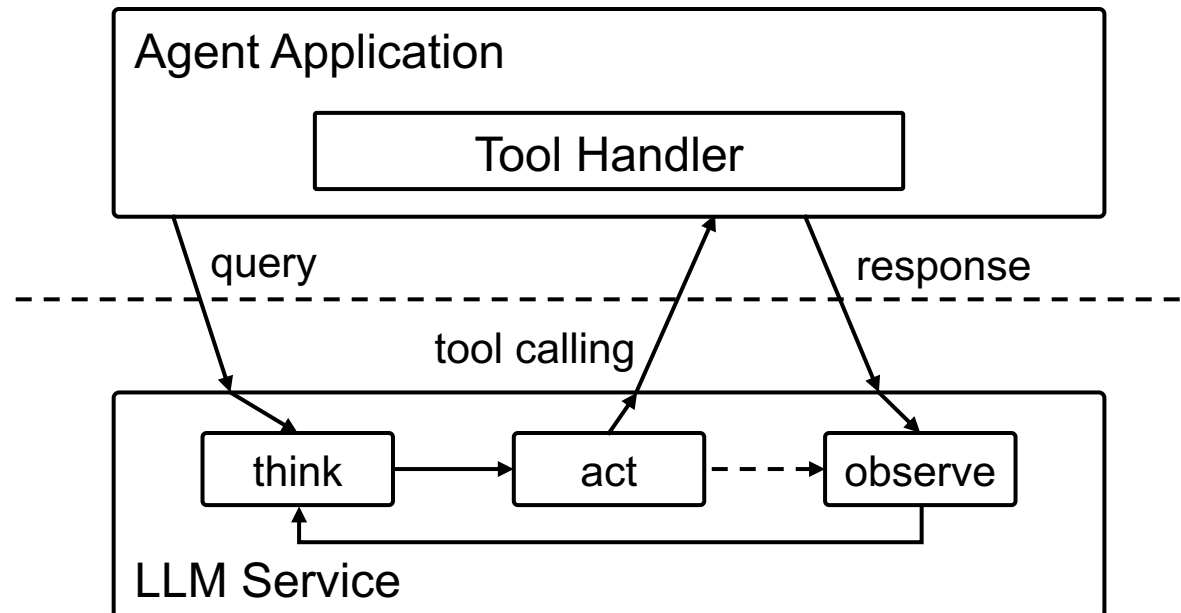 Agent Application
Tool Handler
query
response
tool calling
think
act
observe
LLM Service